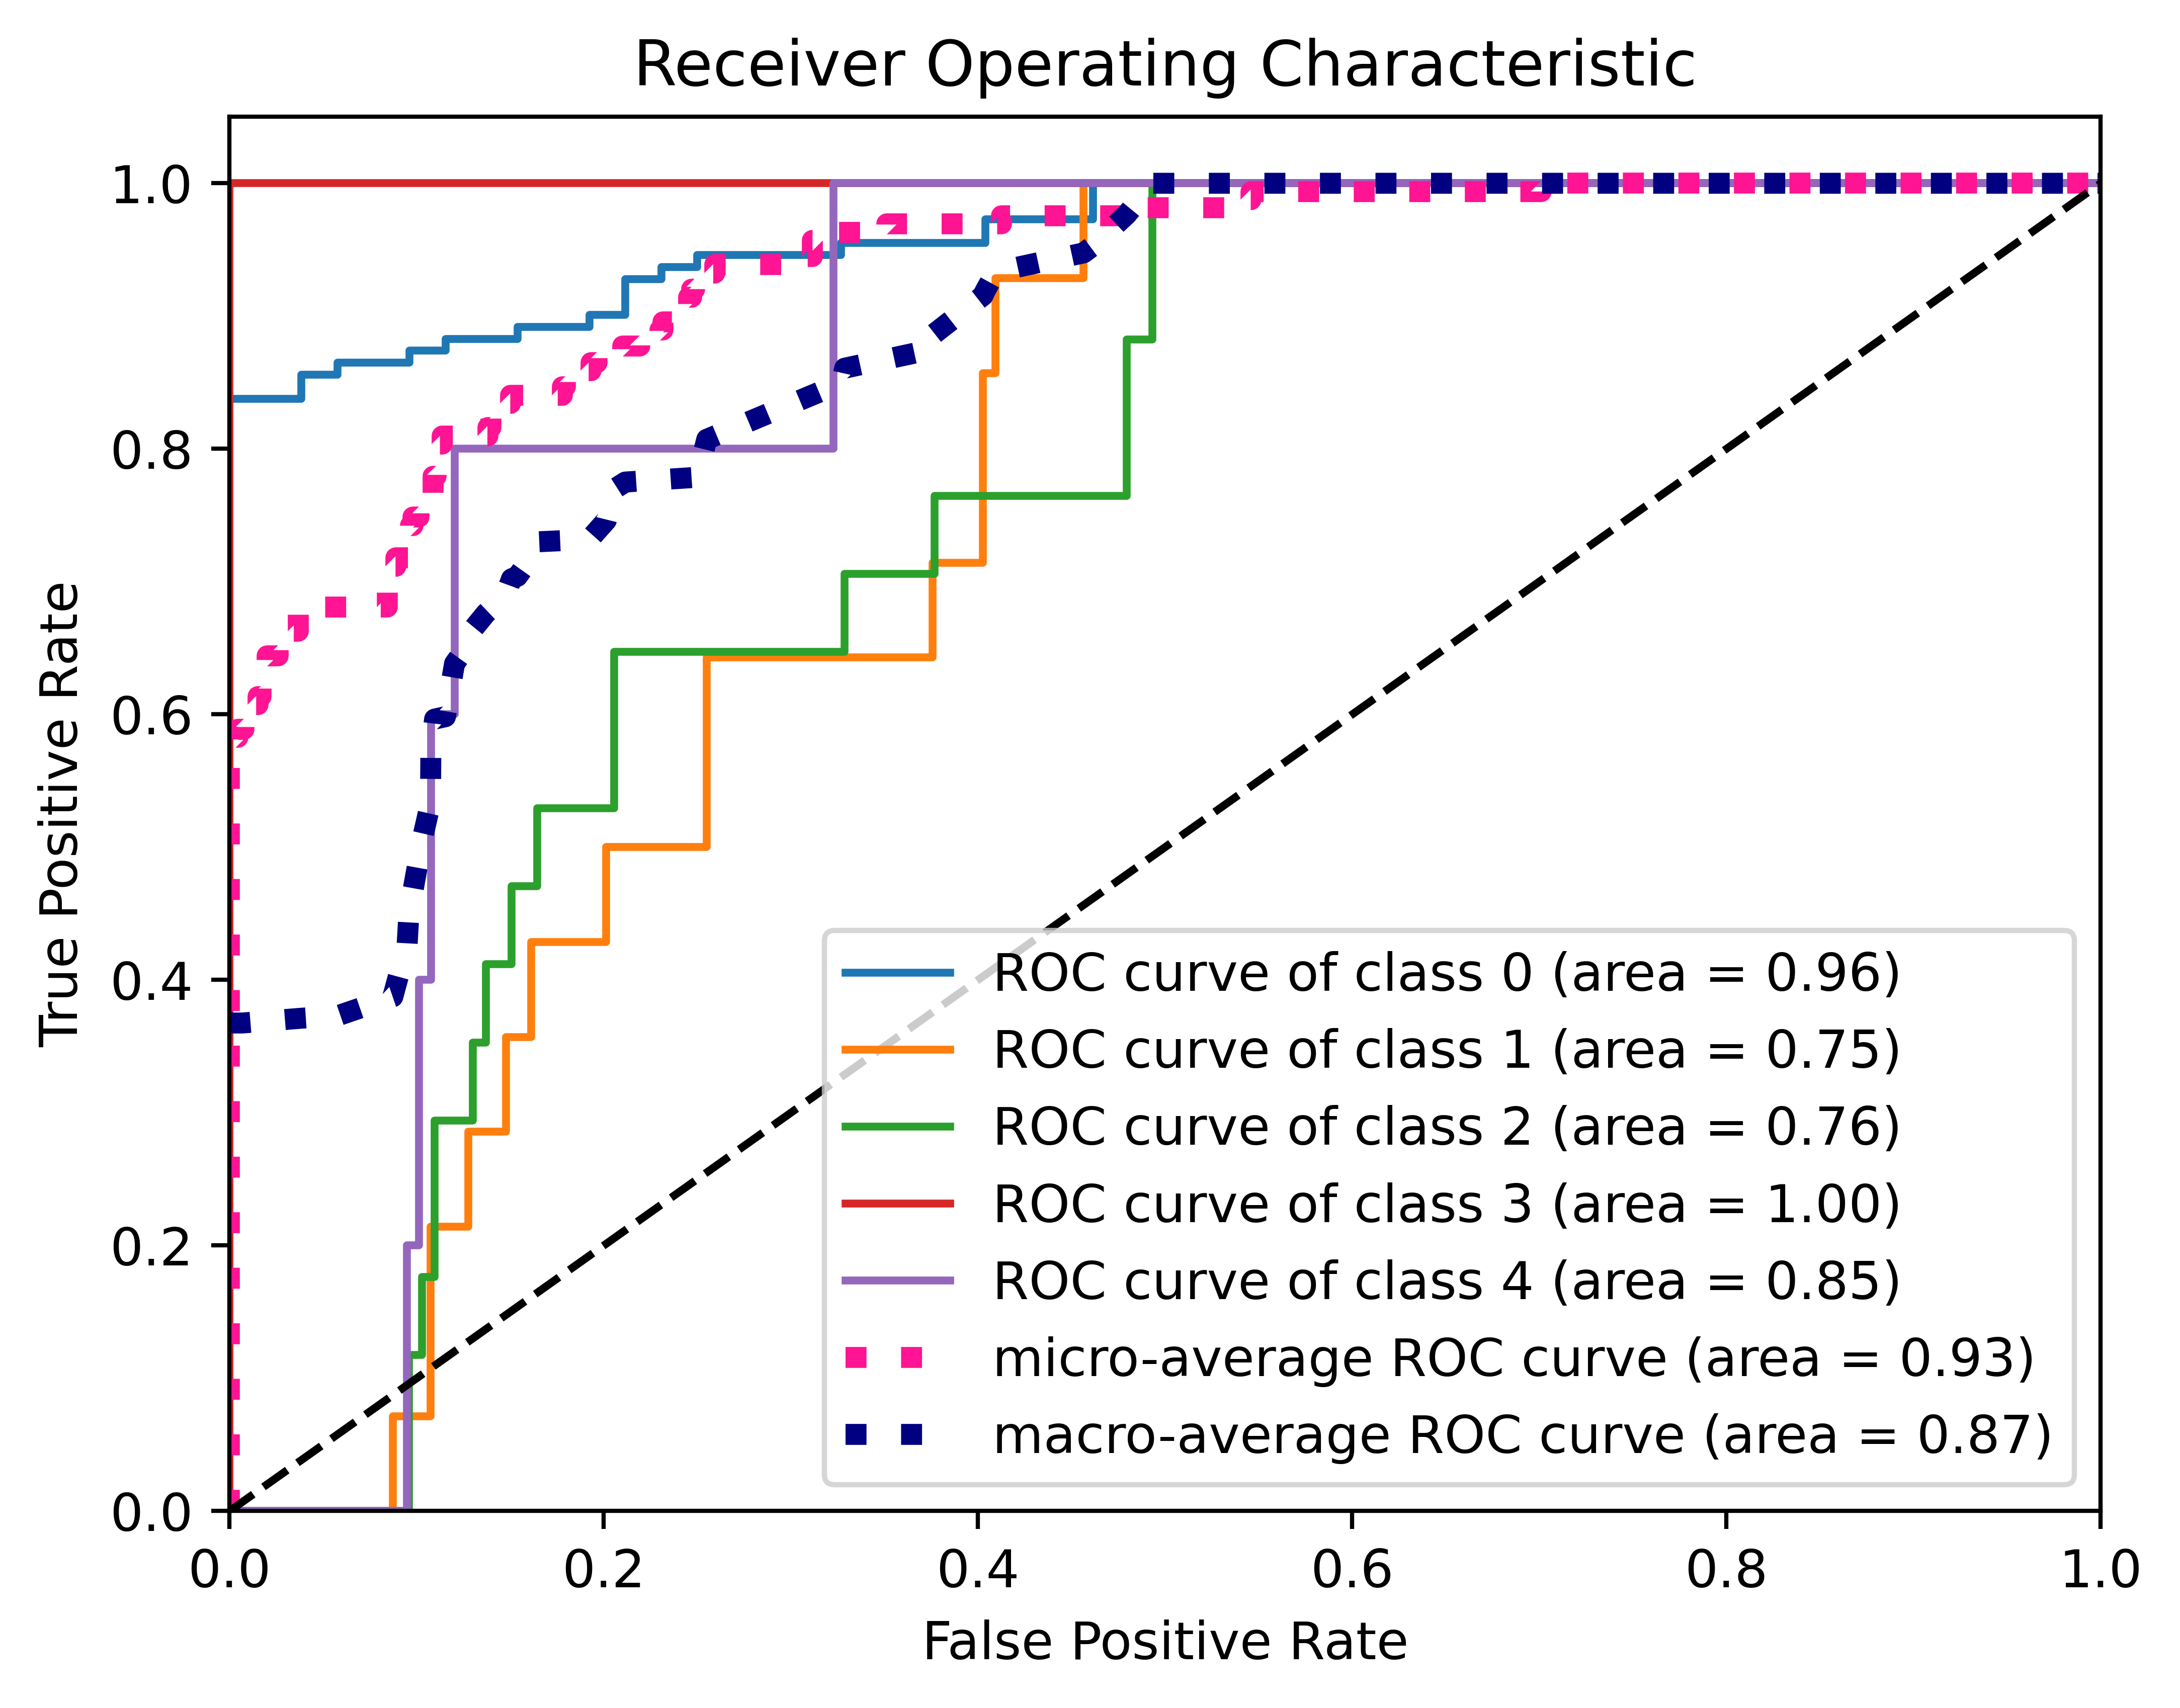 Receiver Operating Characteristic
1.0
0.8
0.6
0.4
0.2
0.0
True Positive Rate
ROC curve of class 0 (area = 0.96)
ROC curve of class 1 (area = 0.75)
ROC curve of class 2 (area = 0.76)
ROC curve of class 3 (area = 1.00)
ROC curve of class 4 (area = 0.85)
micro-average ROC curve (area = 0.93)
macro-average ROC curve (area = 0.87)
0.0 0.2 0.4 0.6 0.8 1.0
False Positive Rate